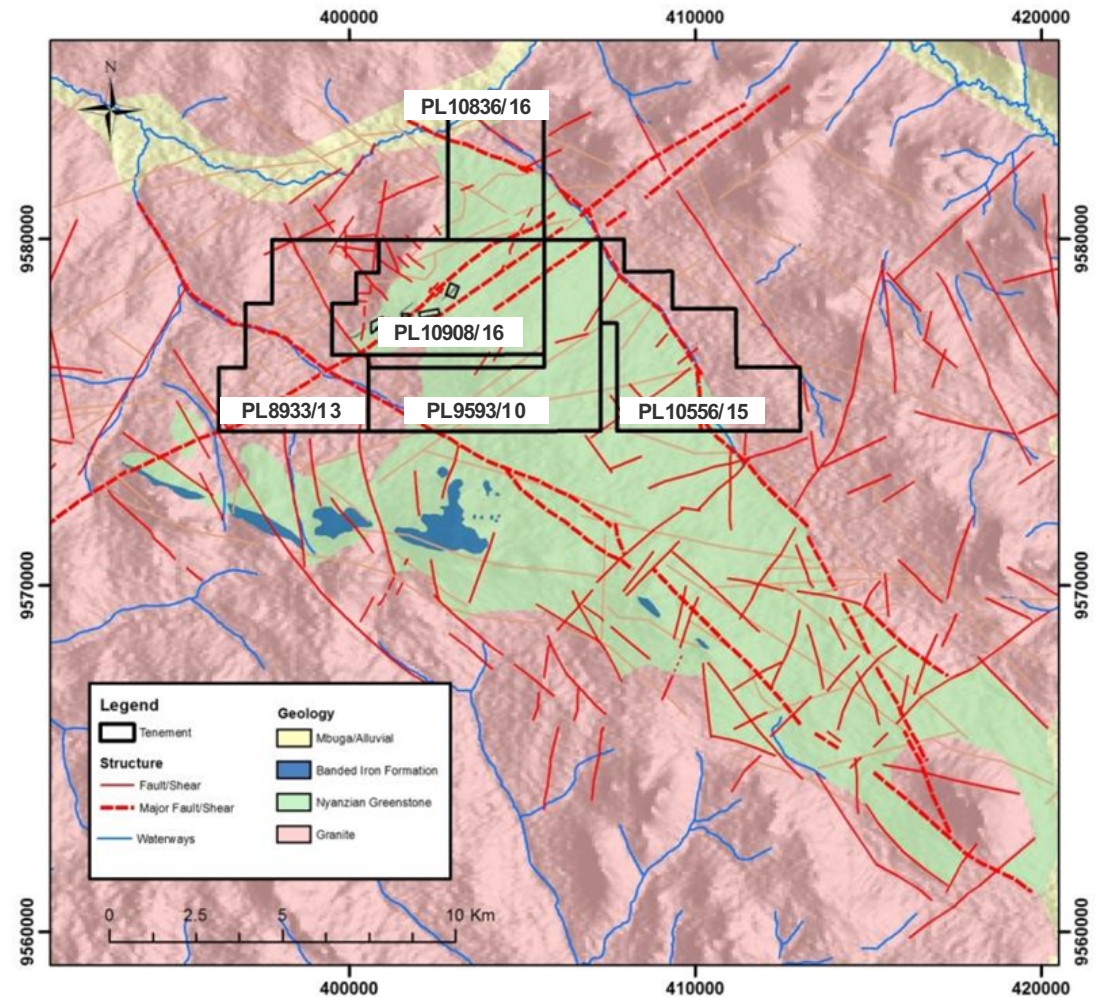 400000
410000
420000
N
PL10836/16
9580000
9580000
PL10908/16
PL8933/13
PL9593/10
PL10556/15
9570000
9570000
Legend
Tenement
Structure
Fault/Shear
Major Fault/Shear
Waterways
Geology
Mbuga/Alluvial
Banded Iron Formation
Nyanzian Greenstone
Granite
0 2.5 5 10 Km
9560000
9560000
400000
410000
420000